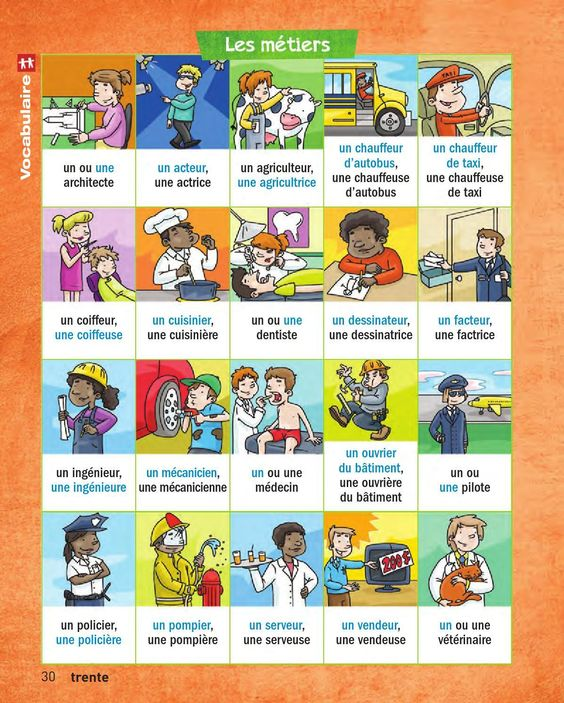 Les métiers
Vocabulaire
TAXI
un ou une
architecte
un acteur,
une actrice
un agriculteur,
une agricultrice
un chauffeur
d'autobus,
une chauffeuse
d'autobus
un chauffeur
de taxi,
une chauffeuse
de taxi
un coiffeur,
une coiffeuse
un cuisinier,
une cuisinière
un ou une
dentiste
un dessinateur,
une dessinatrice
un facteur,
une factrice
un ingénieur,
une ingénieure
un mécanicien,
une mécanicienne
un ou une
médecin
un ouvrier
du bâtiment,
une ouvrière
du bâtiment
un ou
une pilote
200$
un policier,
une policière
un pompier,
une pompière
un serveur,
une serveuse
un vendeur,
une vendeuse
un ou une
vétérinaire
30 trente